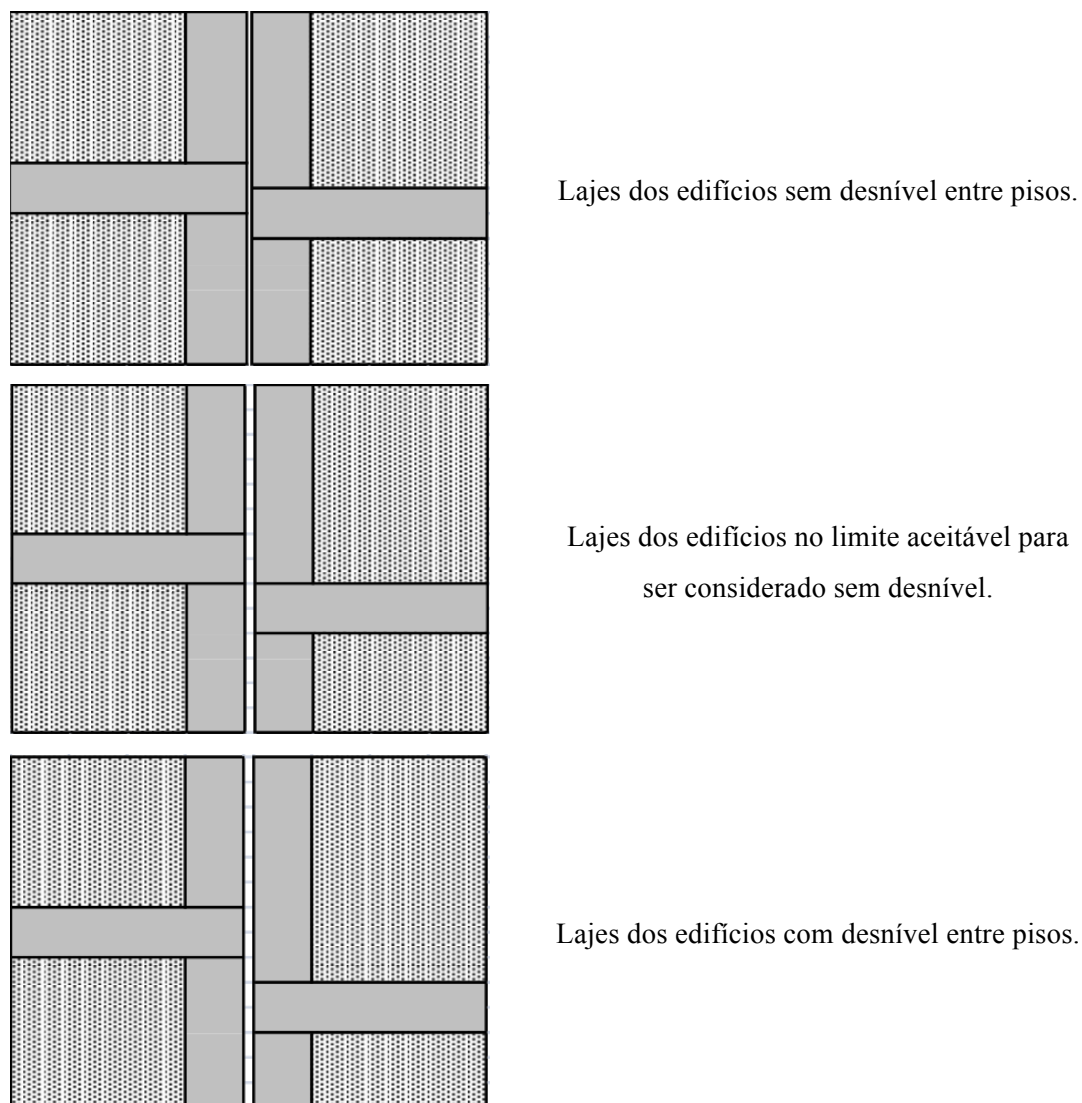 Lajes dos edifícios sem desnível entre pisos.
Lajes dos edifícios no limite aceitável para
ser considerado sem desnível.
Lajes dos edifícios com desnível entre pisos.